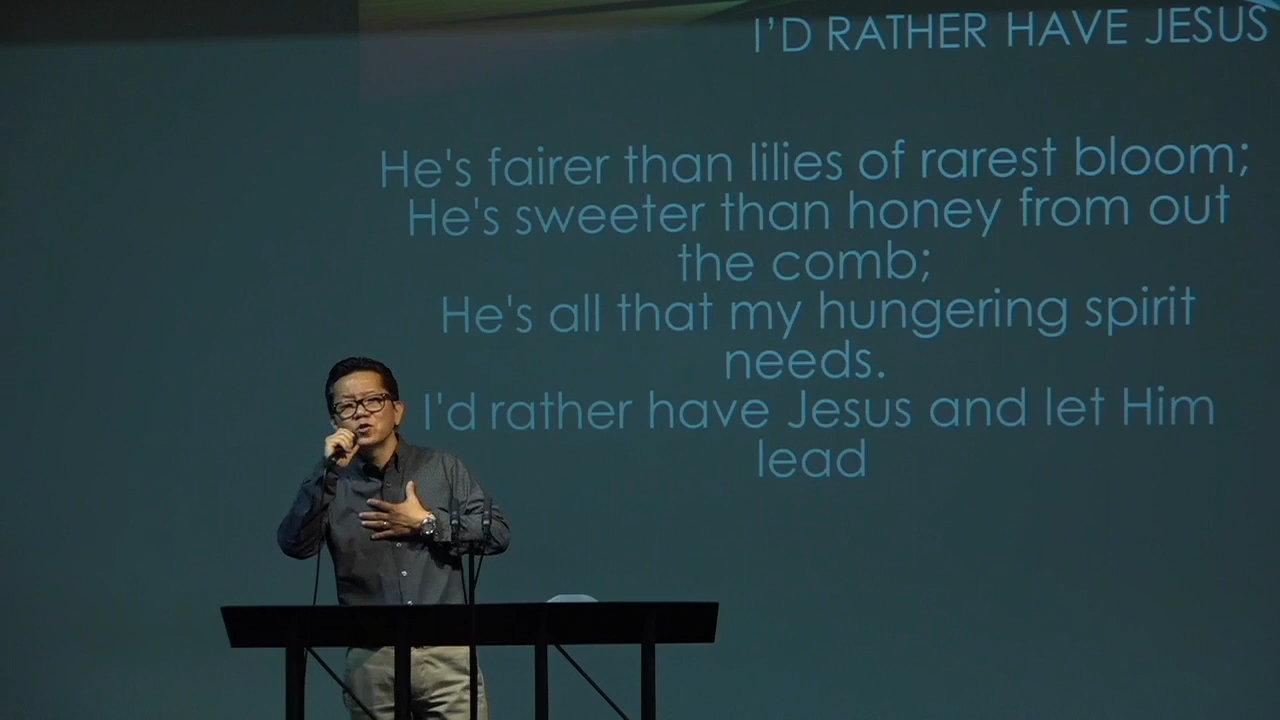 I’D RATHER HAVE JESUS
He's fairer than lilies of rarest bloom;
He's sweeter than honey from out
the comb;
He's all that my hungering spirit
needs.
I'd rather have Jesus and let Him
lead